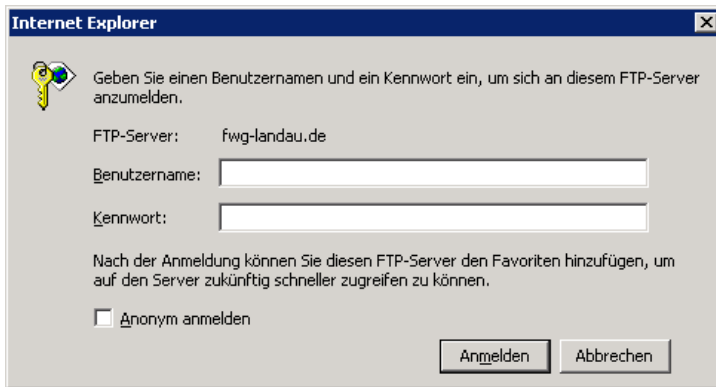 Internet Explorer
Geben Sie einen Benutzernamen und ein Kennwort ein, um sich an diesem FTP-Server
anzumelden.
FTP-Server: fwg-landau.de
Benutzername:
Kennwort:
Nach der Anmeldung können Sie diesen FTP-Server den Favoriten hinzufügen, um
auf den Server zukünftig schneller zugreifen zu können.
Anonym anmelden
Anmelden Abbrechen